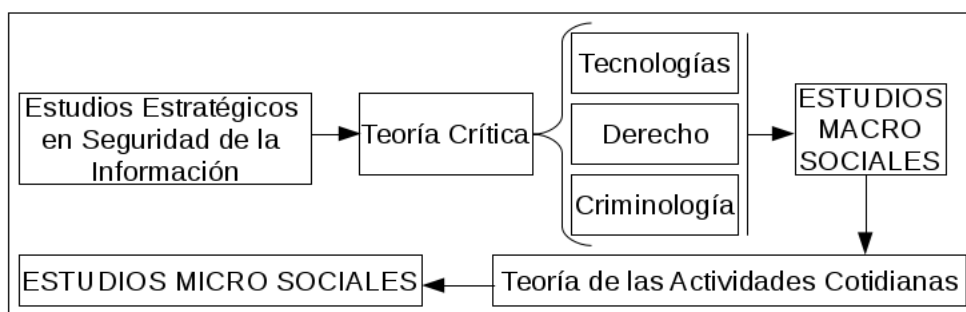 Estudios Estratégicos
en Seguridad de la
Información
Teoría Crítica
Tecnologías
Derecho
Criminología
ESTUDIOS
MACRO
SOCIALES
Teoría de las Actividades Cotidianas
ESTUDIOS MICRO SOCIALES